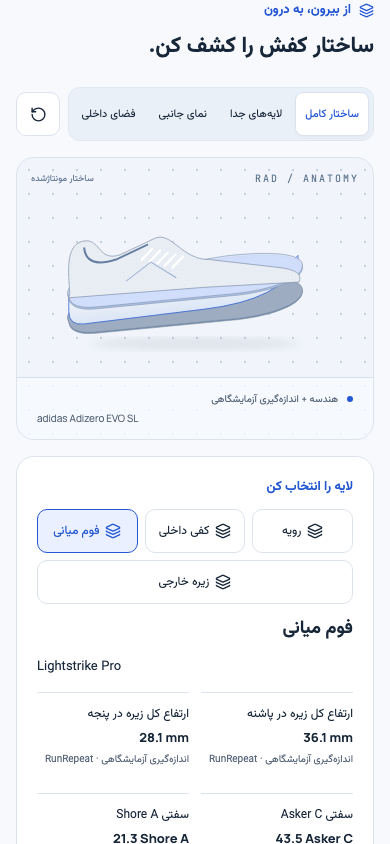 از بیرون، به درون
ساختار کفش را کشف کن.
ساختار کامل
لایه‌های جدا
نمای جانبی
فضای داخلی
RAD / ANATOMY
ساختار مونتاژشده
هندسه + اندازه‌گیری آزمایشگاهی
adidas Adizero EVO SL
لایه را انتخاب کن
رویه
کفی داخلی
فوم میانی
زیره خارجی
فوم میانی
Lightstrike Pro
ارتفاع کل زیره در پاشنه
36.1 mm
اندازه‌گیری آزمایشگاهی · RunRepeat
ارتفاع کل زیره در پنجه
28.1 mm
اندازه‌گیری آزمایشگاهی · RunRepeat
سفتی Asker C
43.5 Asker C
سفتی Shore A
21.3 Shore A